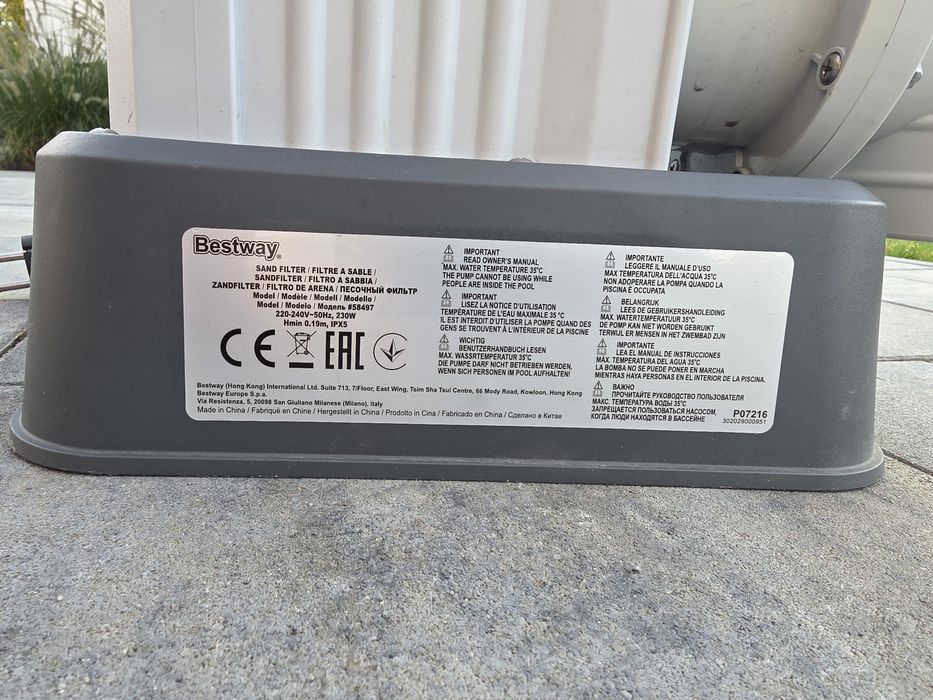 Bestway®
SAND FILTER / FILTRE A SABLE /
SANDFILTER / FILTRO A SABBIA /
ZANDFILTER / FILTRO DE ARENA / ПЕСОЧНЫЙ ФИЛЬТР
Model / Modèle / Modell / Modello /
Model / Modelo / Модель #58497
220-240V~50Hz, 230W
Hmin 0.19m, IPX5
CE EAC
IMPORTANT
READ OWNER'S MANUAL
MAX. WATER TEMPERATURE 35°C
THE PUMP CANNOT BE USING WHILE
PEOPLE ARE INSIDE THE POOL
IMPORTANT
LISEZ LA NOTICE D'UTILISATION
TEMPÉRATURE DE L'EAU MAXIMALE 35 °C
IL EST INTERDIT D'UTILISER LA POMPE QUAND DES
GENS SE TROUVENT À L'INTÉRIEUR DE LA PISCINE
WICHTIG
BENUTZERHANDBUCH LESEN
MAX. WASSRTEMPERATUR 35°C
DIE PUMPE DARF NICHT BETRIEBEN WERDEN,
WENN SICH PERSONEN IM POOL AUFHALTEN!
IMPORTANTE
LEGGERE IL MANUALE D'USO
MAX TEMPERATURA DELL'ACQUA 35°C
NON ADOPERARE LA POMPA QUANDO LA
PISCINA È OCCUPATA
BELANGRIJK
LEES DE GEBRUIKERSHANDLEIDING
MAX. WATERTEMPERATUUR 35°C
DE POMP KAN NIET WORDEN GEBRUIKT
TERWIJL ER MENSEN IN HET ZWEMBAD ZIJN
IMPORTANTE
LEA EL MANUAL DE INSTRUCCIONES
MAX. TEMPERATURA DEL AGUA 35°C
LA BOMBA NO SE PUEDE PONER EN MARCHA
MIENTRAS HAYA PERSONAS EN EL INTERIOR DE LA PISCINA.
ВАЖНО
ПРОЧИТАЙТЕ РУКОВОДСТВО ПОЛЬЗОВАТЕЛЯ
МАКС. ТЕМПЕРАТУРА ВОДЫ 35°C
ЗАПРЕЩАЕТСЯ ПОЛЬЗОВАТЬСЯ НАСОСОМ,
КОГДА ЛЮДИ НАХОДЯТСЯ В БАССЕЙНЕ
Bestway (Hong Kong) International Ltd. Suite 713, 7/Floor, East Wing, Tsim Sha Tsui Centre, 66 Mody Road, Kowloon, Hong Kong
Bestway Europe S.p.a.
Via Resistenza, 5, 20098 San Giuliano Milanese (Milano), Italy
Made in China / Fabriqué en Chine / Hergestellt in China / Prodotto in Cina / Fabricado en China / Сделано в Китае
P07216
302029000951